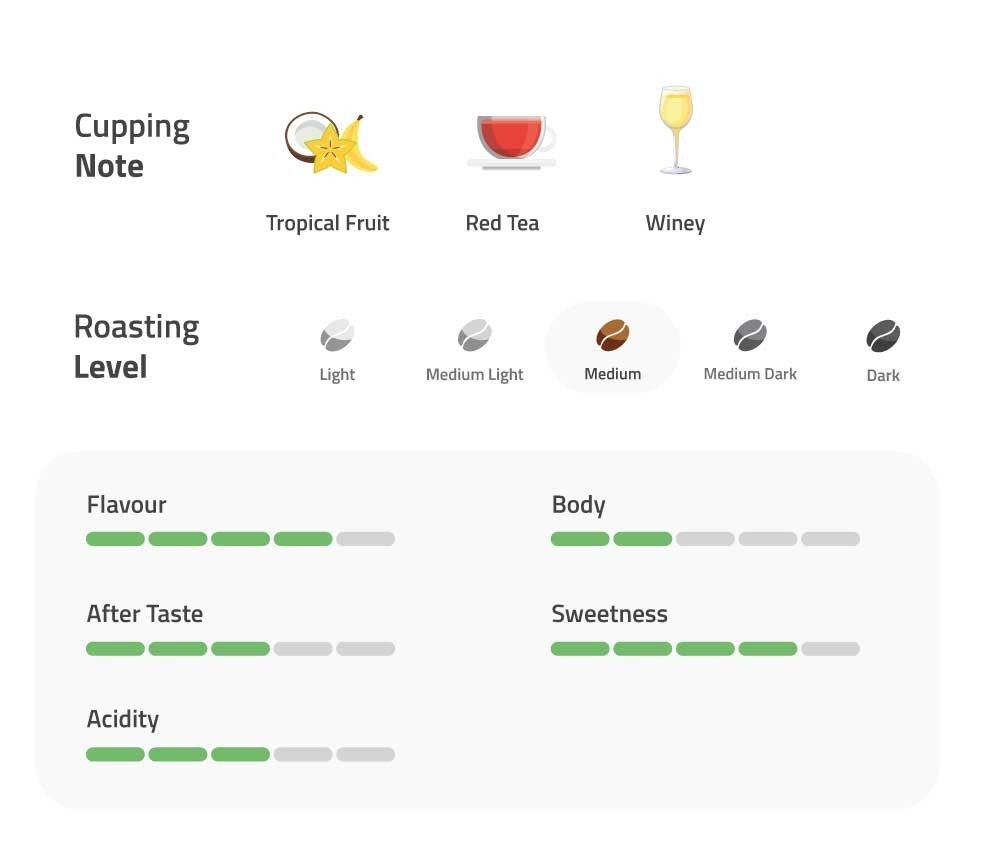 Cupping
Note
Tropical Fruit
Red Tea
Winey
Roasting
Level
Light
Medium Light
Medium
Medium Dark
Dark
Flavour
Body
After Taste
Sweetness
Acidity